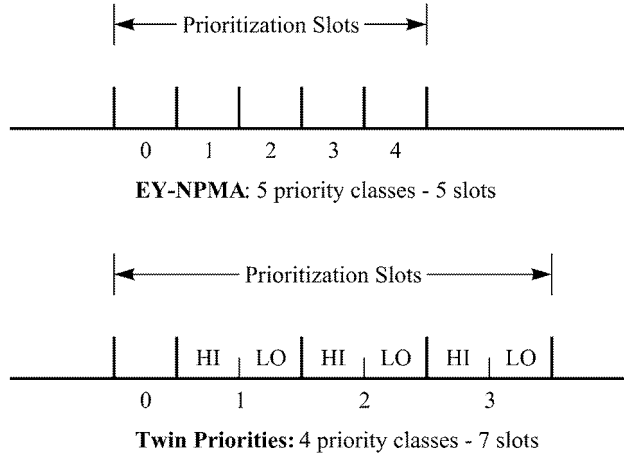 Prioritization Slots
0 1 2 3 4
EY-NPMA: 5 priority classes - 5 slots
Prioritization Slots
HI LO HI LO HI LO
0 1 2 3
Twin Priorities: 4 priority classes - 7 slots